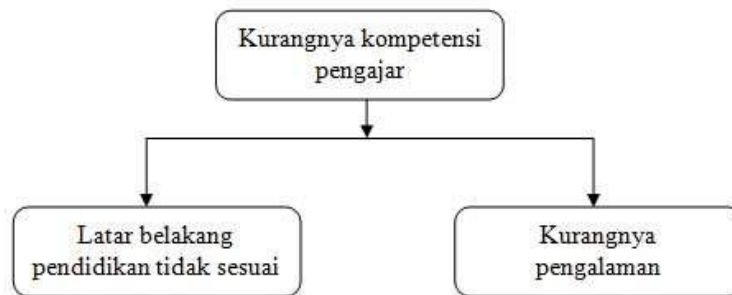 Kurangnya kompetensi
pengajar
Latar belakang
pendidikan tidak sesuai
Kurangnya
pengalaman